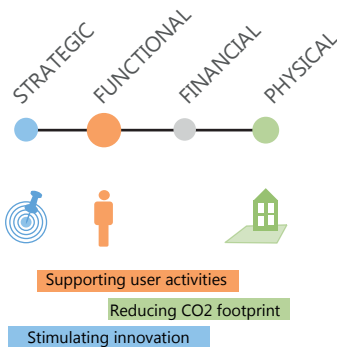 STRATEGIC
FUNCTIONAL
FINANCIAL
PHYSICAL
Supporting user activities
Reducing CO2 footprint
Stimulating innovation